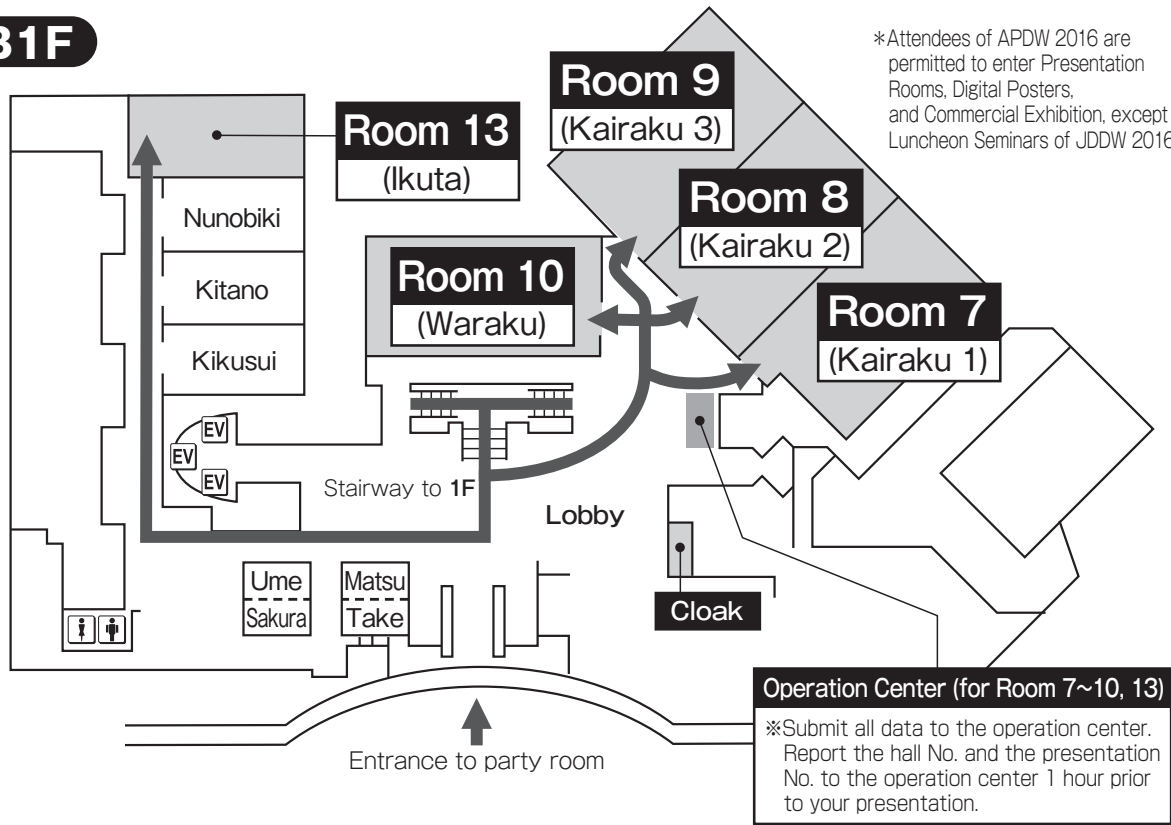 B1F
*Attendees of APDW 2016 are
permitted to enter Presentation
Rooms, Digital Posters,
and Commercial Exhibition, except
Luncheon Seminars of JDDW 2016
Room 9
(Kairaku 3)
Room 13
(Ikuta)
Room 8
(Kairaku 2)
Nunobiki
Room 10
(Waraku)
Kitano
Room 7
(Kairaku 1)
Kikusui
EV
EV
EV
Stairway to 1F
Lobby
Ume
Sakura
Matsu
Take
Cloak
Entrance to party room
Operation Center (for Room 7~10, 13)
※Submit all data to the operation center.
Report the hall No. and the presentation
No. to the operation center 1 hour prior
to your presentation.